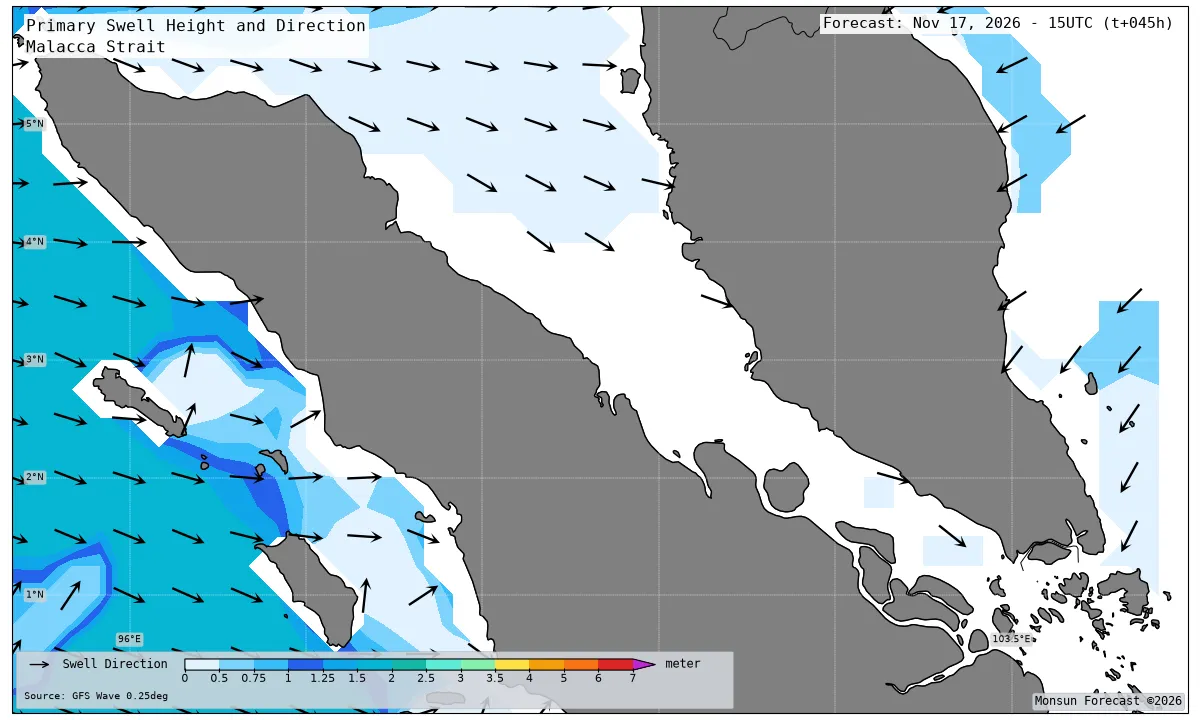 Primary Swell Height and Direction
Malacca Strait
Forecast: Nov 17, 2026 - 15UTC (t+045h)
5°N
4°N
3°N
2°N
1°N
96°E
103.5°E
Swell Direction
0 0.5 0.75 1 1.25 1.5 2 2.5 3 3.5 4 5 6 7
meter
Source: GFS Wave 0.25deg
Monsun Forecast ©2026